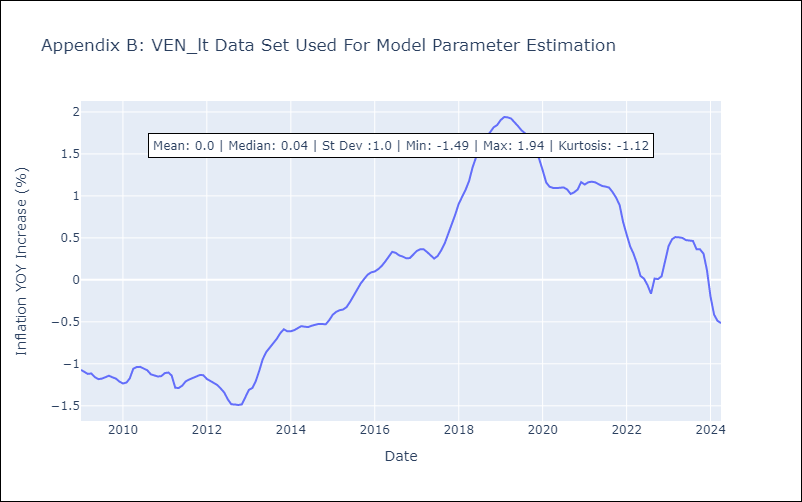 Appendix B: VEN_lt Data Set Used For Model Parameter Estimation
Mean: 0.0 | Median: 0.04 | St Dev :1.0 | Min: -1.49 | Max: 1.94 | Kurtosis: -1.12
Inflation YOY Increase (%)
2
1.5
1
0.5
0
−0.5
−1
−1.5
2010 2012 2014 2016 2018 2020 2022 2024
Date